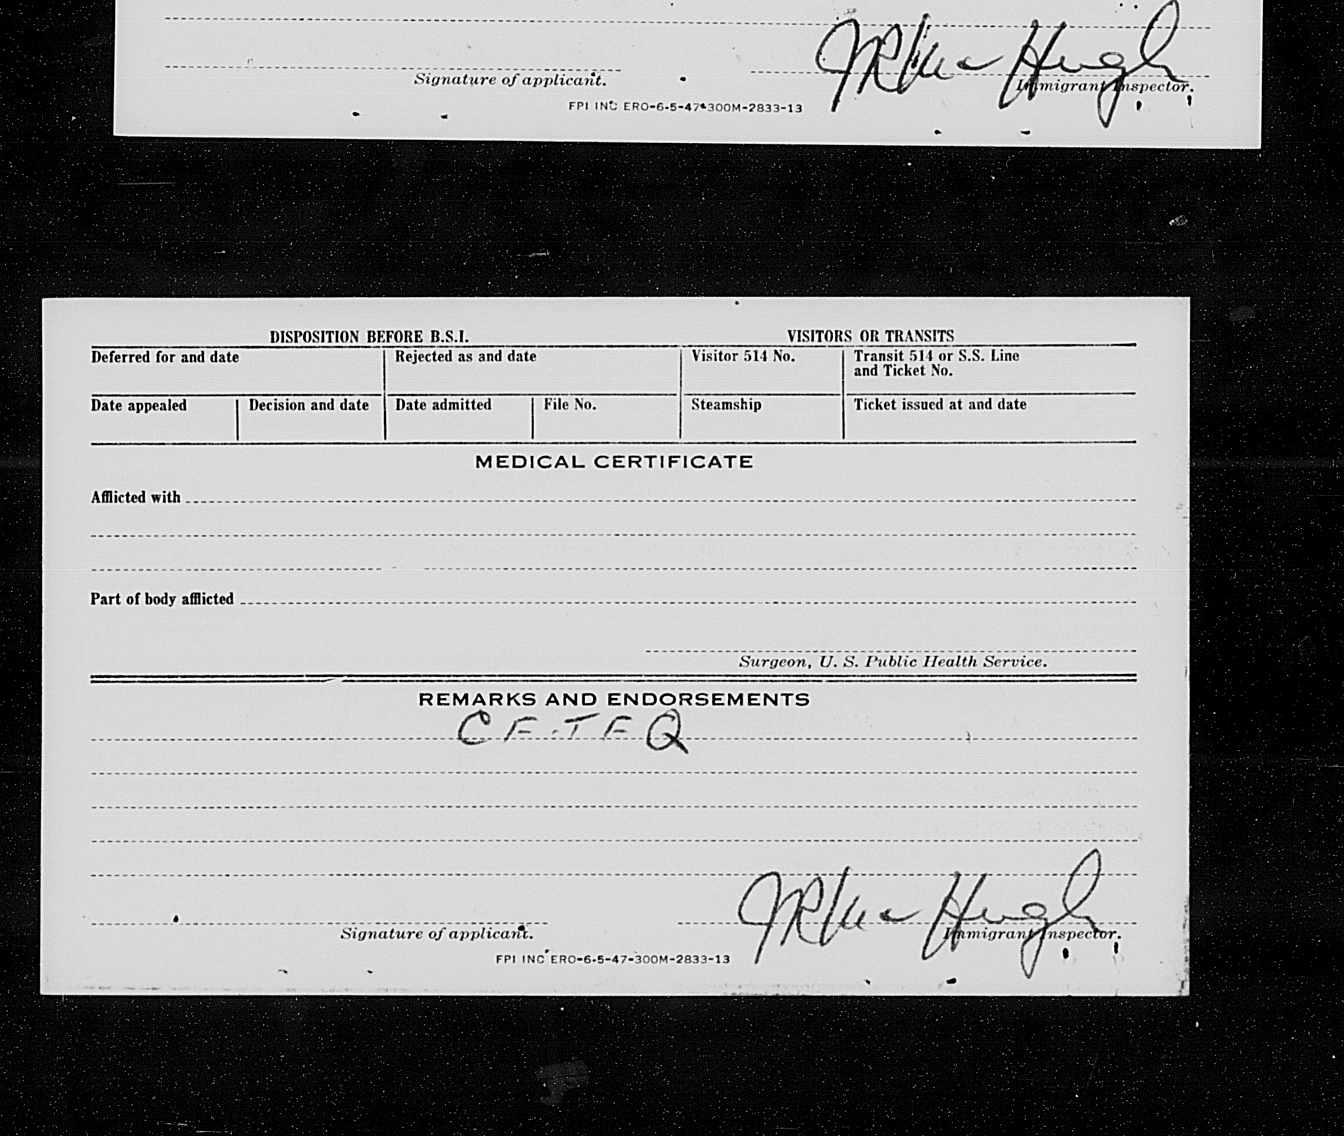 JRMcHugh
Signature of applicant. Immigrant Inspector.
FPI INC ERO-6-5-47-300M-2833-13
DISPOSITION BEFORE B.S.I. VISITORS OR TRANSITS
Deferred for and date Rejected as and date Visitor 514 No. Transit 514 or S.S. Line
and Ticket No.
Date appealed Decision and date Date admitted File No. Steamship Ticket issued at and date
MEDICAL CERTIFICATE
Afflicted with
Part of body afflicted
Surgeon, U. S. Public Health Service.
REMARKS AND ENDORSEMENTS
C F. T F Q
JRMcHugh
Signature of applicant. Immigrant Inspector.
FPI INC ERO-6-5-47-300M-2833-13